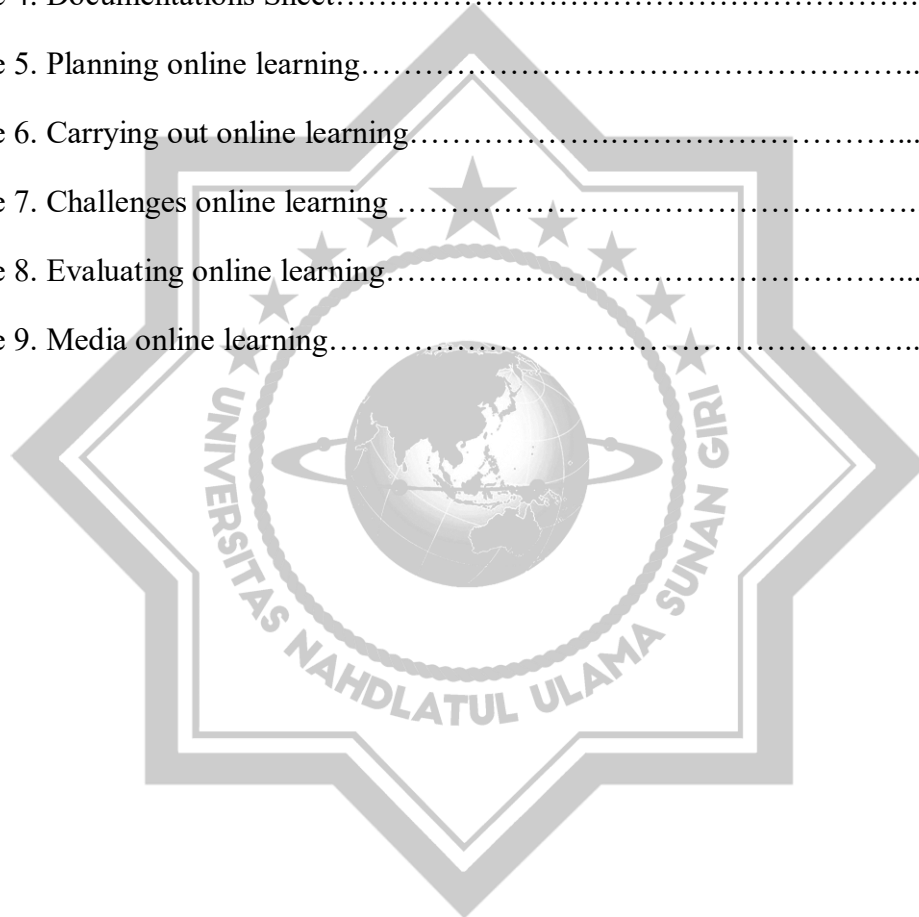 e 4. Documentations Sheet……………………………………………………….
e 5. Planning online learning……………………………………………………..
e 6. Carrying out online learning……………….………………………………...
e 7. Challenges online learning …………………………………………………….
e 8. Evaluating online learning…………………………………………………...
e 9. Media online learning………………………………………………………..
UNIVERSITAS NAHDLATUL ULAMA SUNAN GIRI